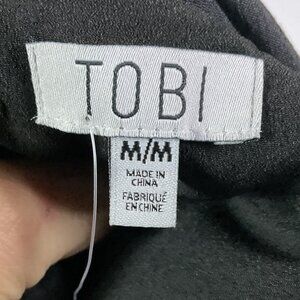 TOBI
M/M
MADE IN
CHINA
FABRIQUÉ
EN CHINE